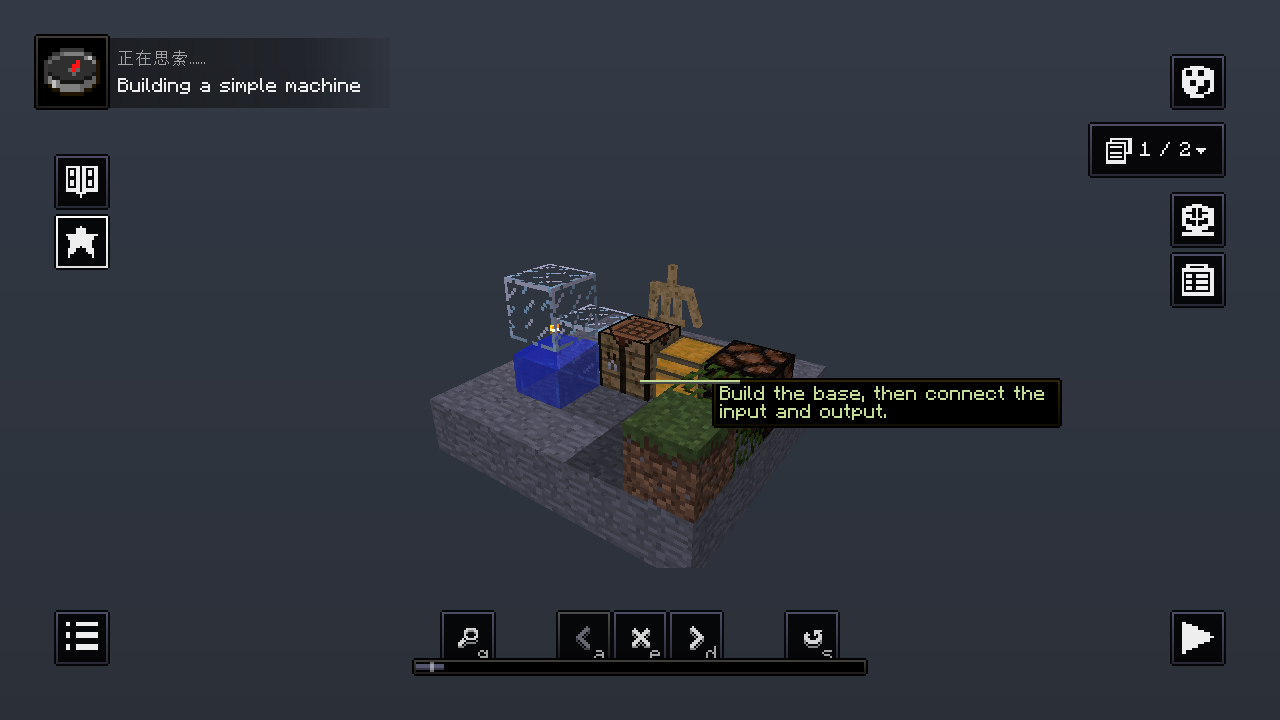 正在思索......
Building a simple machine
1 / 2
Build the base, then connect the
input and output.
q
a
e
d
s